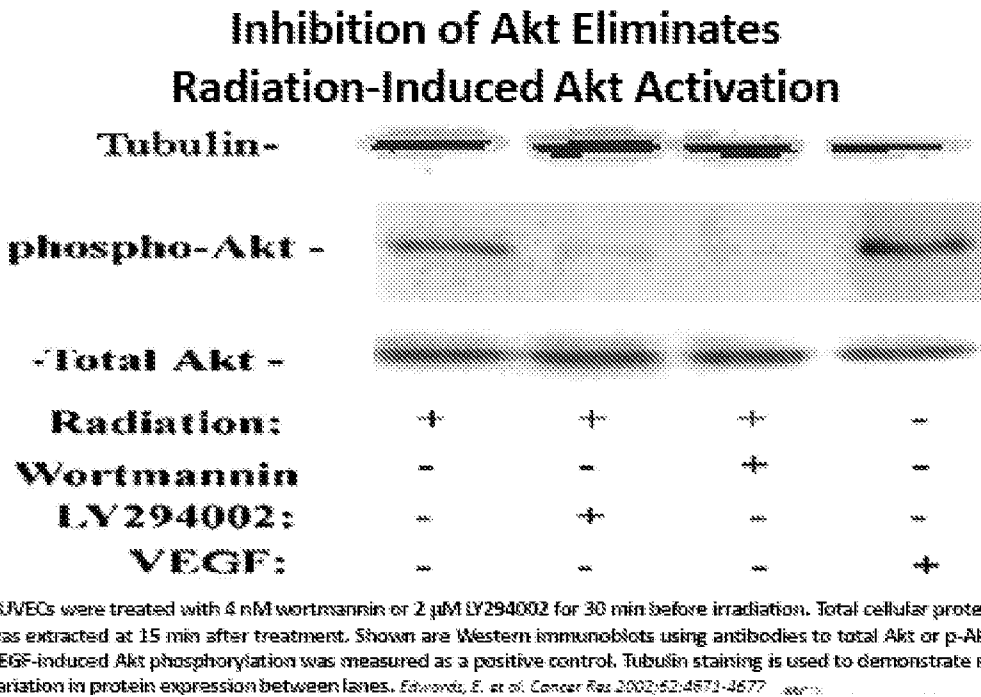 Inhibition of Akt Eliminates
Radiation-Induced Akt Activation
Tubulin-
phospho-Akt -
-Total Akt -
Radiation: + + + -
Wortmannin - - + -
LY294002: - + - -
VEGF: - - - +
UVECs were treated with 4 nM wortmannin or 2 µM LY294002 for 30 min before irradiation. Total cellular prote
as extracted at 15 min after treatment. Shown are Western immunoblots using antibodies to total Akt or p-Ak
EGF-induced Akt phosphorylation was measured as a positive control. Tubulin staining is used to demonstrate
ariation in protein expression between lanes. Edwards, E. et al. Cancer Res 2002;62:4671-4677